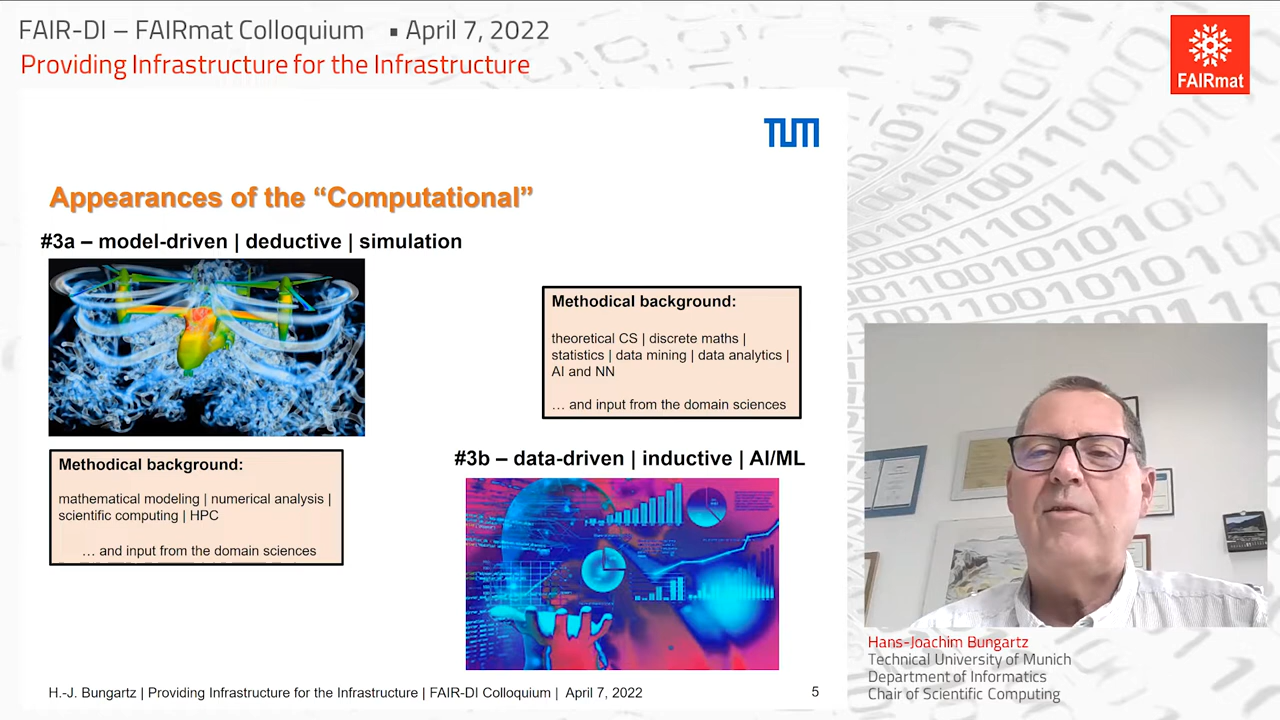 FAIR-DI – FAIRmat Colloquium ▪ April 7, 2022
Providing Infrastructure for the Infrastructure
FAIRmat
TUM
Appearances of the “Computational”
#3a – model-driven | deductive | simulation
Methodical background:
theoretical CS | discrete maths |
statistics | data mining | data analytics |
AI and NN
… and input from the domain sciences
Methodical background:
mathematical modeling | numerical analysis |
scientific computing | HPC
… and input from the domain sciences
#3b – data-driven | inductive | AI/ML
H.-J. Bungartz | Providing Infrastructure for the Infrastructure | FAIR-DI Colloquium | April 7, 2022
5
Hans-Joachim Bungartz
Technical University of Munich
Department of Informatics
Chair of Scientific Computing